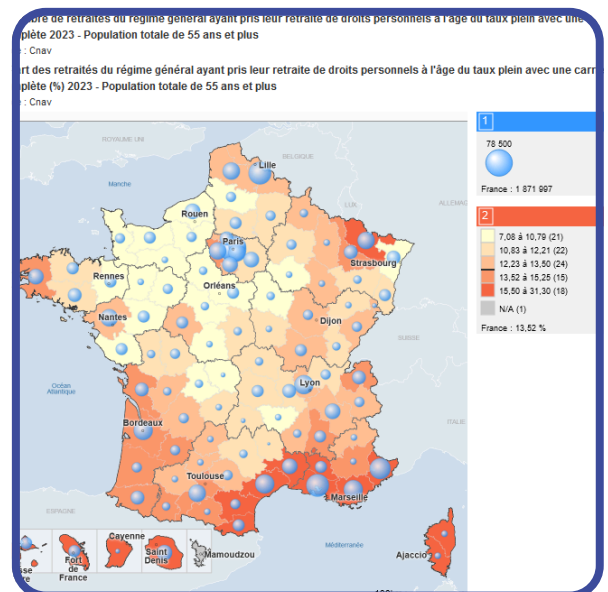 de retraités du régime général ayant pris leur retraite de droits personnels à l'âge du taux plein avec une
plète 2023 - Population totale de 55 ans et plus
: Cnav
rt des retraités du régime général ayant pris leur retraite de droits personnels à l'âge du taux plein avec une carr
plète (%) 2023 - Population totale de 55 ans et plus
: Cnav
1
78 500
France : 1 871 997
2
7,08 à 10,79 (21)
10,83 à 12,21 (22)
12,23 à 13,50 (24)
13,52 à 15,25 (15)
15,50 à 31,30 (18)
N/A (1)
France : 13,52 %
ROYAUME UNI
BELGIQUE
Lille
Manche
LUX.
ALLEMAG
Rouen
Paris
Strasbourg
Rennes
Orléans
Nantes
Dijon
SUISSE
Océan
Atlantique
Lyon
ITALIE
Bordeaux
Toulouse
Marseille
ESPAGNE
Cayenne
Fort
de
France
Saint
Denis
Mamoudzou
Méditerranée
Ajaccio
sse
re